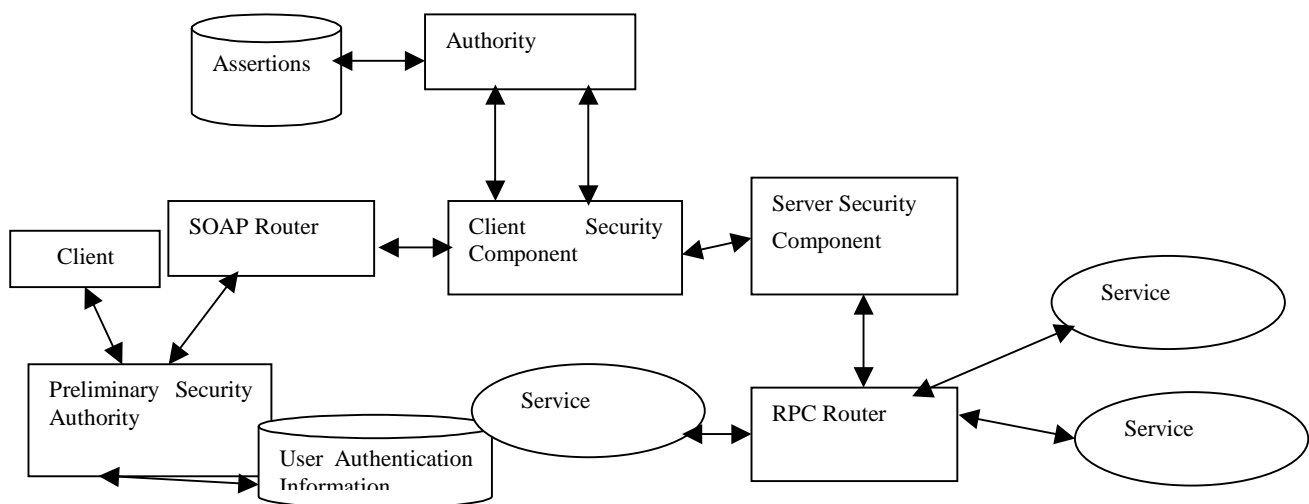 Authority
Assertions
Server Security
Component
SOAP Router
Client Security
Component
Client
Service
Preliminary Security
Authority
Service
RPC Router
Service
User Authentication
Information